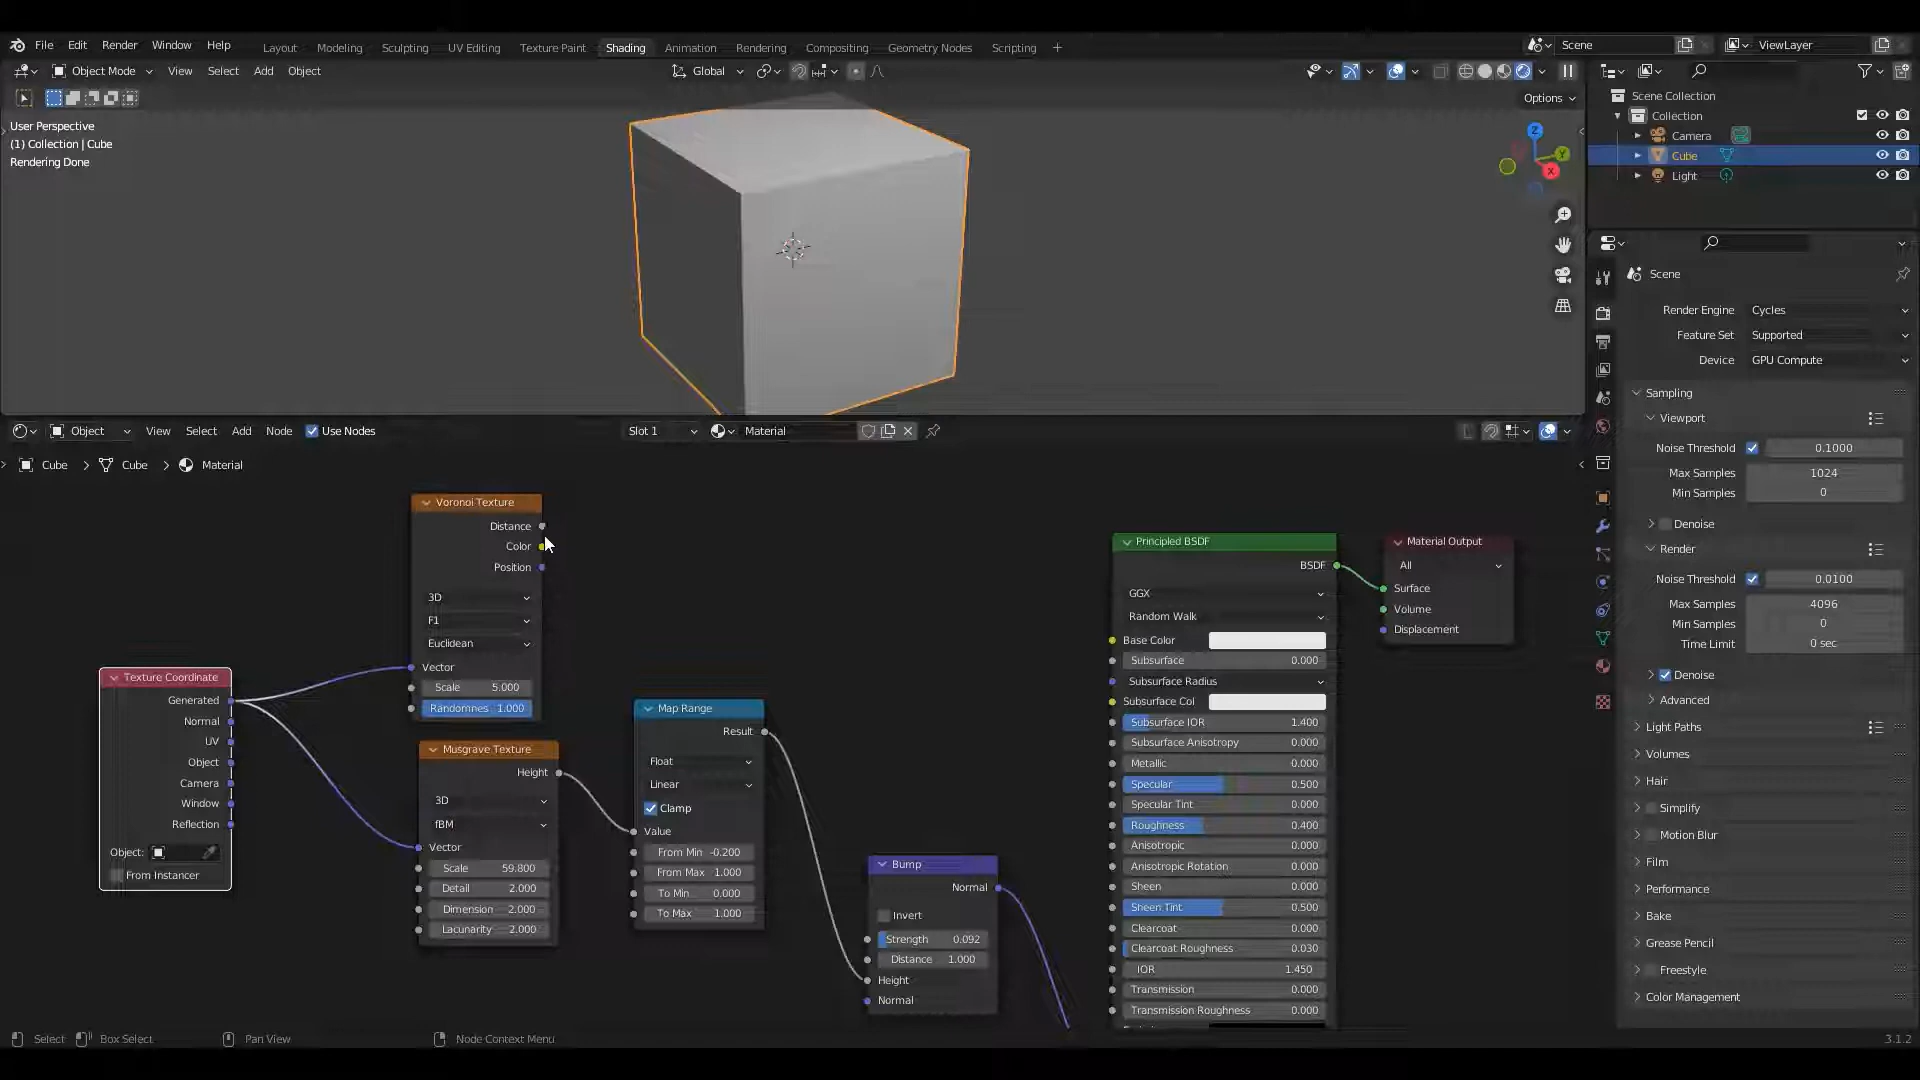 File Edit Render Window Help
Layout Modeling Sculpting UV Editing Texture Paint Shading Animation Rendering Compositing Geometry Nodes Scripting +
Scene
ViewLayer
Object Mode View Select Add Object
Global
Options
User Perspective
(1) Collection | Cube
Rendering Done
Z
Y
X
Scene Collection
Collection
Camera
Cube
Light
Scene
Render Engine Cycles
Feature Set Supported
Device GPU Compute
Sampling
Viewport
Noise Threshold 0.1000
Max Samples 1024
Min Samples 0
Denoise
Render
Noise Threshold 0.0100
Max Samples 4096
Min Samples 0
Time Limit 0 sec
Denoise
Advanced
Light Paths
Volumes
Hair
Simplify
Motion Blur
Film
Performance
Bake
Grease Pencil
Freestyle
Color Management
Object View Select Add Node Use Nodes
Slot 1
Material
Cube > Cube > Material
Voronoi Texture
Distance
Color
Position
3D
F1
Euclidean
Vector
Scale 5.000
Randomnes 1.000
Texture Coordinate
Generated
Normal
UV
Object
Camera
Window
Reflection
Object:
From Instancer
Musgrave Texture
Height
3D
fBM
Vector
Scale 59.800
Detail 2.000
Dimension 2.000
Lacunarity 2.000
Map Range
Result
Float
Linear
Clamp
Value
From Min -0.200
From Max 1.000
To Min 0.000
To Max 1.000
Bump
Normal
Invert
Strength 0.092
Distance 1.000
Height
Normal
Principled BSDF
BSDF
GGX
Random Walk
Base Color
Subsurface 0.000
Subsurface Radius
Subsurface Col
Subsurface IOR 1.400
Subsurface Anisotropy 0.000
Metallic 0.000
Specular 0.500
Specular Tint 0.000
Roughness 0.400
Anisotropic 0.000
Anisotropic Rotation 0.000
Sheen 0.000
Sheen Tint 0.500
Clearcoat 0.000
Clearcoat Roughness 0.030
IOR 1.450
Transmission 0.000
Transmission Roughness 0.000
Material Output
All
Surface
Volume
Displacement
Select Box Select Pan View Node Context Menu
3.1.2